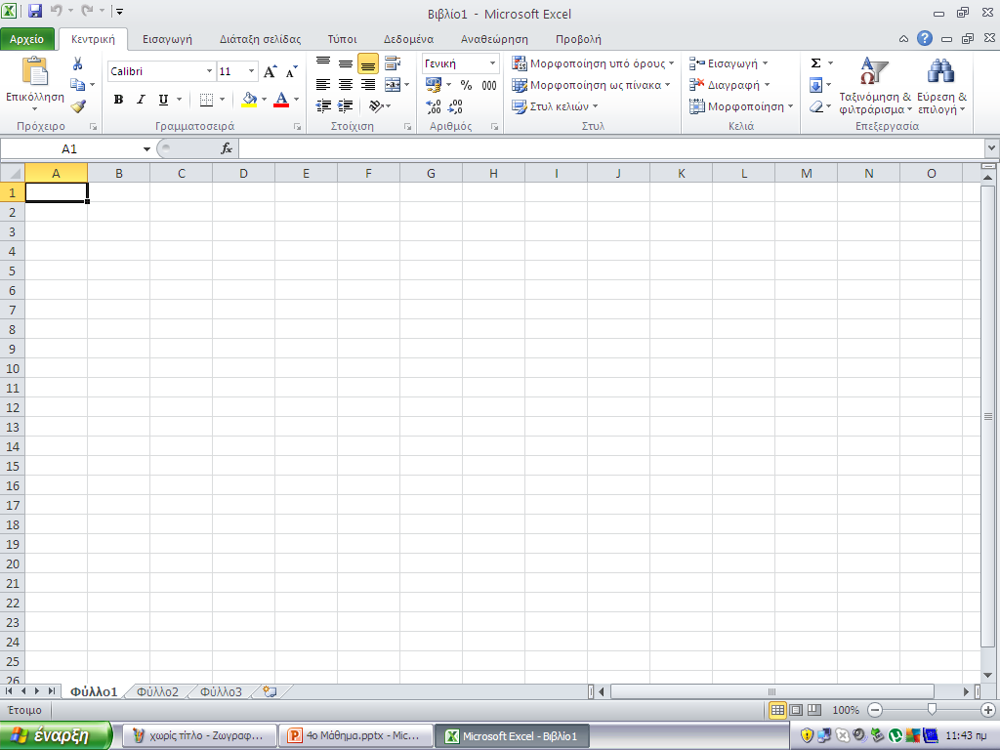 Βιβλίο1 - Microsoft Excel
Αρχείο Κεντρική Εισαγωγή Διάταξη σελίδας Τύποι Δεδομένα Αναθεώρηση Προβολή
Επικόλληση
Πρόχειρο
Calibri 11
B I U
Γραμματοσειρά
Στοίχιση
Γενική
% 000
,00
Αριθμός
Μορφοποίηση υπό όρους
Μορφοποίηση ως πίνακα
Στυλ κελιών
Στυλ
Εισαγωγή
Διαγραφή
Μορφοποίηση
Κελιά
Σ
Ταξινόμηση & φιλτράρισμα
Εύρεση & επιλογή
Επεξεργασία
A1 fx
A B C D E F G H I J K L M N O
1
2
3
4
5
6
7
8
9
10
11
12
13
14
15
16
17
18
19
20
21
22
23
24
25
26
Φύλλο1 Φύλλο2 Φύλλο3
Έτοιμο 100%
έναρξη χωρίς τίτλο - Ζωγραφ... 4ο Μάθημα.pptx - Mic... Microsoft Excel - Βιβλίο1 11:43 πμ